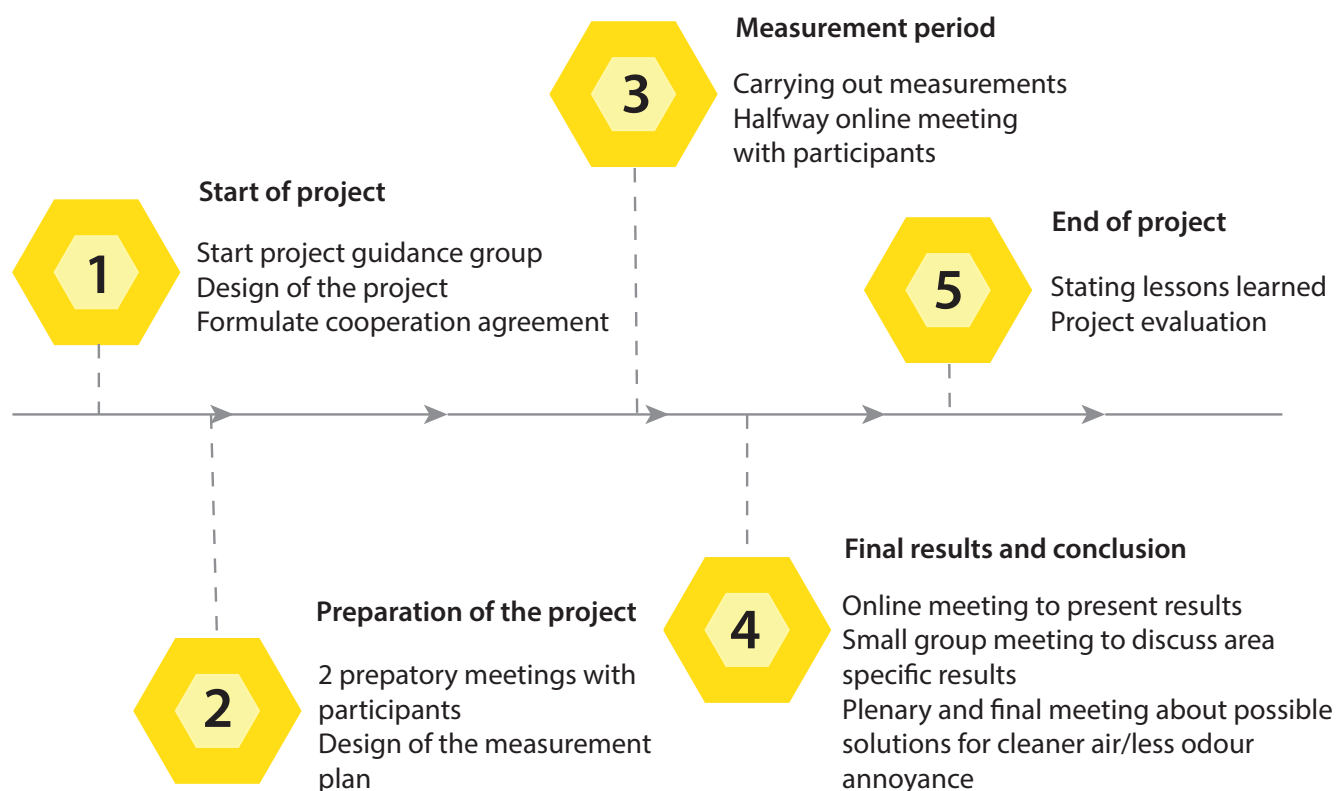 1
Start of project
Start project guidance group
Design of the project
Formulate cooperation agreement
2
Preparation of the project
2 prepatory meetings with
participants
Design of the measurement
plan
3
Measurement period
Carrying out measurements
Halfway online meeting
with participants
4
Final results and conclusion
Online meeting to present results
Small group meeting to discuss area
specific results
Plenary and final meeting about possible
solutions for cleaner air/less odour
annoyance
5
End of project
Stating lessons learned
Project evaluation